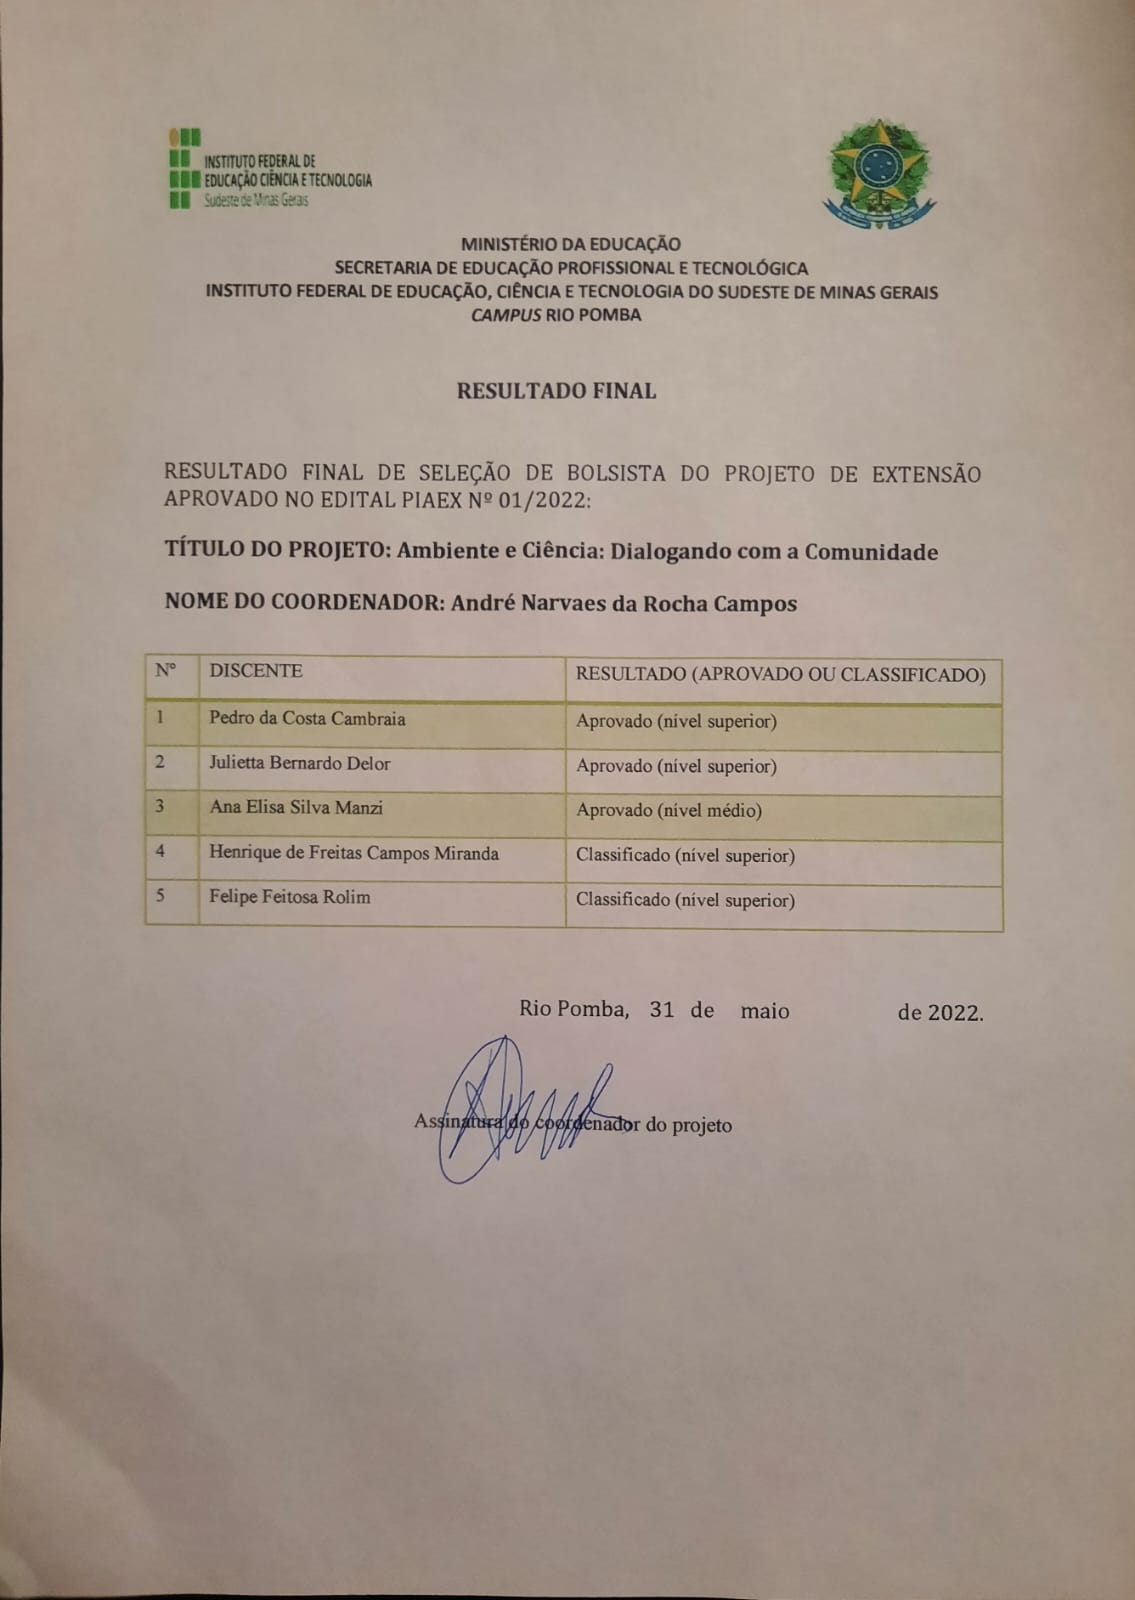 INSTITUTO FEDERAL DE
EDUCAÇÃO CIÊNCIA E TECNOLOGIA
Sudeste de Minas Gerais
MINISTÉRIO DA EDUCAÇÃO
SECRETARIA DE EDUCAÇÃO PROFISSIONAL E TECNOLÓGICA
INSTITUTO FEDERAL DE EDUCAÇÃO, CIÊNCIA E TECNOLOGIA DO SUDESTE DE MINAS GERAIS
CAMPUS RIO POMBA
RESULTADO FINAL
RESULTADO FINAL DE SELEÇÃO DE BOLSISTA DO PROJETO DE EXTENSÃO
APROVADO NO EDITAL PIAEX Nº 01/2022:
TÍTULO DO PROJETO: Ambiente e Ciência: Dialogando com a Comunidade
NOME DO COORDENADOR: André Narvaes da Rocha Campos
Nº DISCENTE RESULTADO (APROVADO OU CLASSIFICADO)
1 Pedro da Costa Cambraia Aprovado (nível superior)
2 Julietta Bernardo Delor Aprovado (nível superior)
3 Ana Elisa Silva Manzi Aprovado (nível médio)
4 Henrique de Freitas Campos Miranda Classificado (nível superior)
5 Felipe Feitosa Rolim Classificado (nível superior)
Rio Pomba, 31 de maio de 2022.
Assinatura do coordenador do projeto